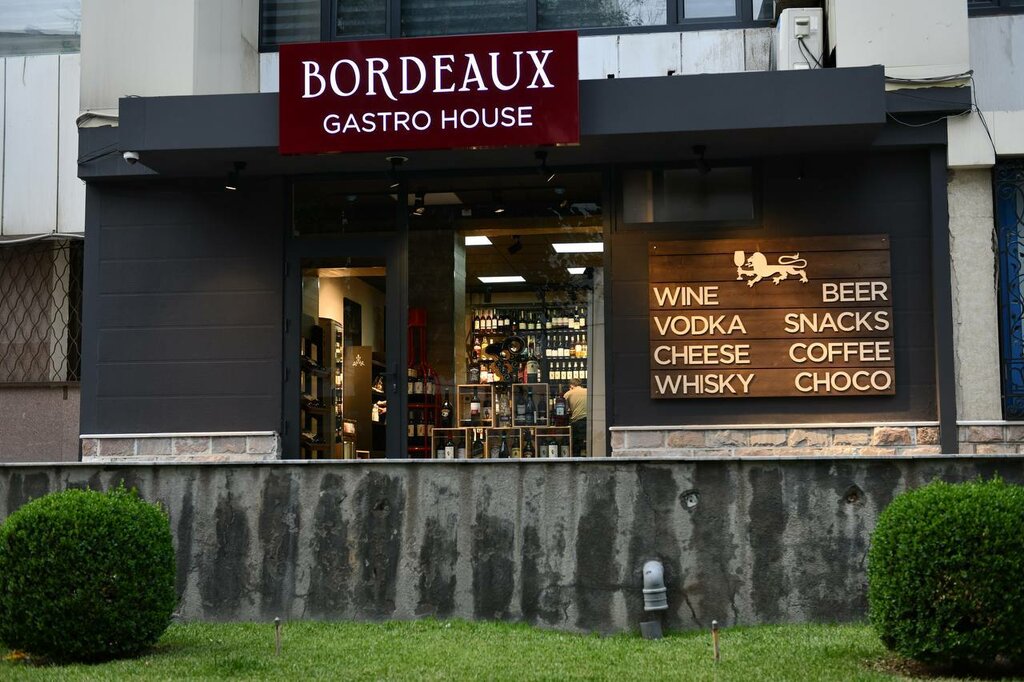 BORDEAUX
GASTRO HOUSE
WINE BEER
VODKA SNACKS
CHEESE COFFEE
WHISKY CHOCO